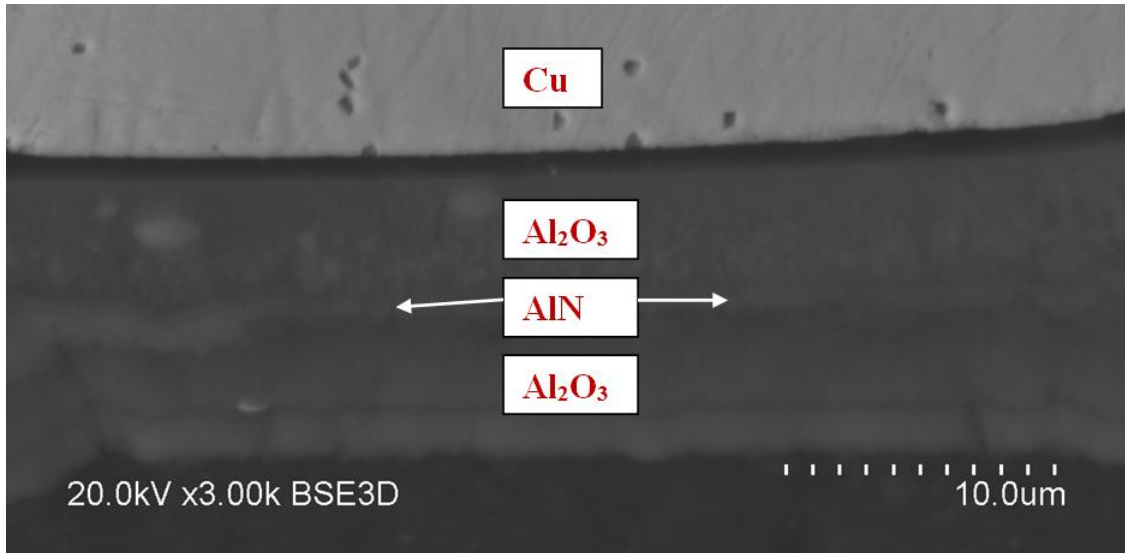 Cu
Al₂O₃
AlN
Al₂O₃
20.0kV x3.00k BSE3D
10.0um